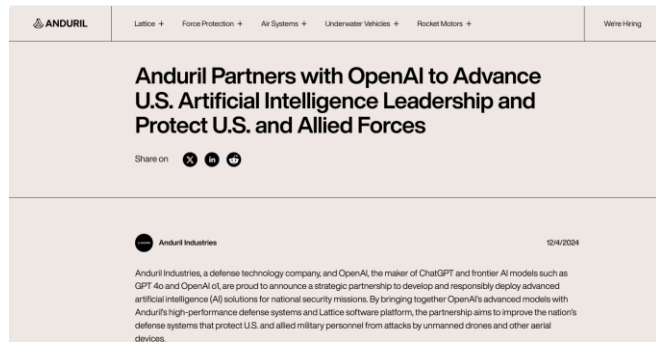 ANDURIL
Lattice +
Force Protection +
Air Systems +
Underwater Vehicles +
Rocket Motors +
We're Hiring
Anduril Partners with OpenAI to Advance
U.S. Artificial Intelligence Leadership and
Protect U.S. and Allied Forces
Share on
Anduril Industries
12/4/2024
Anduril Industries, a defense technology company, and OpenAI, the maker of ChatGPT and frontier AI models such as
GPT 4o and OpenAI o1, are proud to announce a strategic partnership to develop and responsibly deploy advanced
artificial intelligence (AI) solutions for national security missions. By bringing together OpenAI's advanced models with
Anduril's high-performance defense systems and Lattice software platform, the partnership aims to improve the nation's
defense systems that protect U.S. and allied military personnel from attacks by unmanned drones and other aerial
devices.